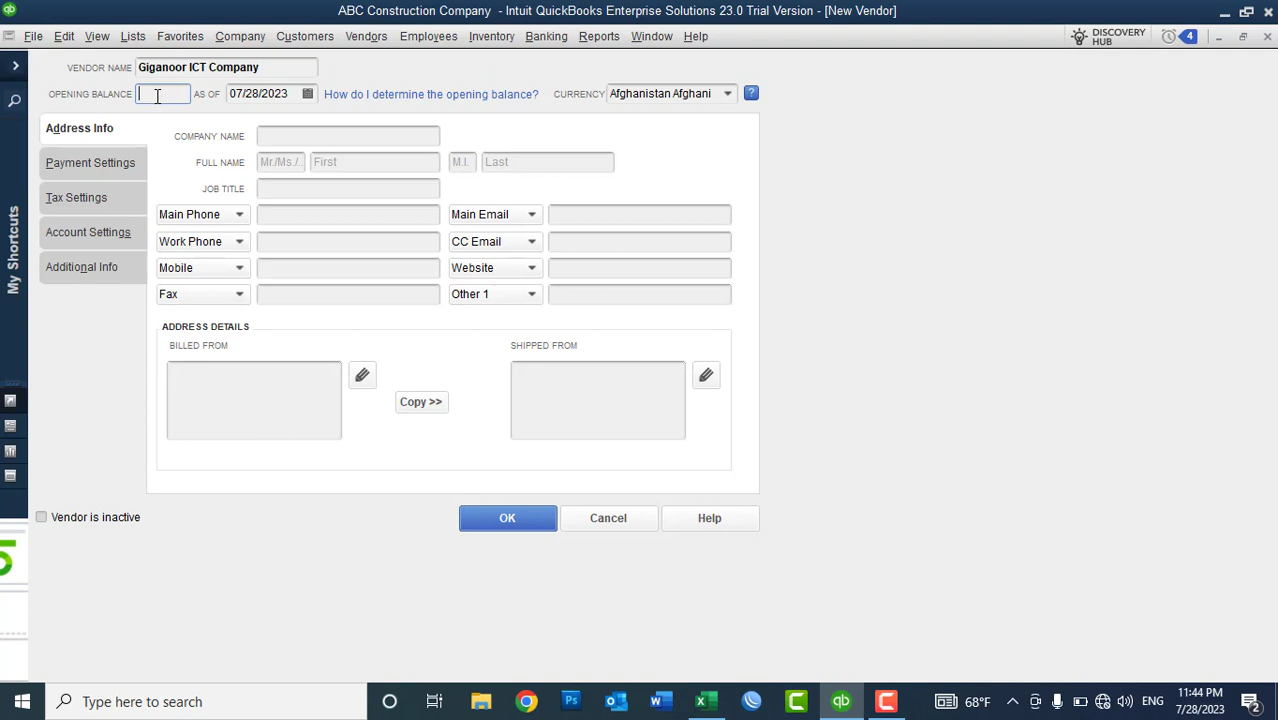 ABC Construction Company - Intuit QuickBooks Enterprise Solutions 23.0 Trial Version - [New Vendor]
File Edit View Lists Favorites Company Customers Vendors Employees Inventory Banking Reports Window Help DISCOVERY HUB 4
VENDOR NAME Giganoor ICT Company
OPENING BALANCE AS OF 07/28/2023 How do I determine the opening balance? CURRENCY Afghanistan Afghani ?
Address Info
Payment Settings
Tax Settings
Account Settings
Additional Info
COMPANY NAME
FULL NAME Mr./Ms./.. First M.I. Last
JOB TITLE
Main Phone Main Email
Work Phone CC Email
Mobile Website
Fax Other 1
ADDRESS DETAILS
BILLED FROM SHIPPED FROM
Copy >>
My Shortcuts
Vendor is inactive
OK Cancel Help
Type here to search
68°F ENG 11:44 PM
7/28/2023 2